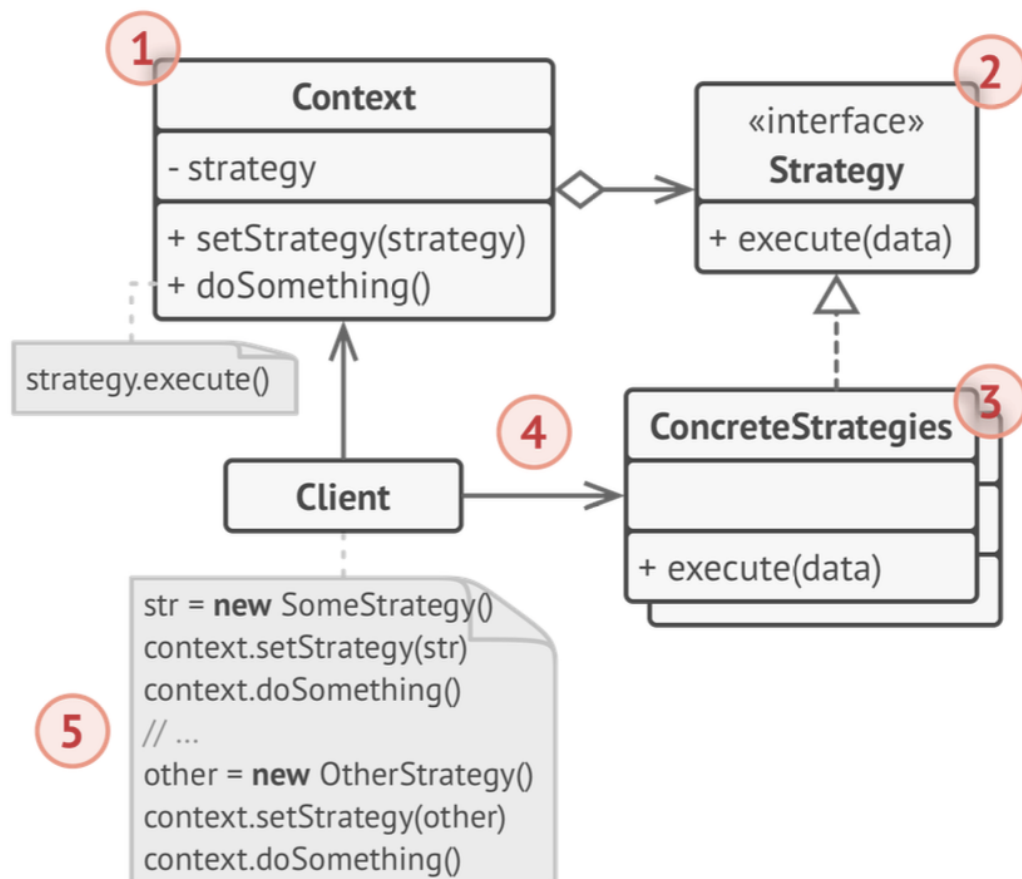 1
Context
- strategy
+ setStrategy(strategy)
+ doSomething()
strategy.execute()
2
«interface»
Strategy
+ execute(data)
3
ConcreteStrategies
+ execute(data)
4
Client
5
str = new SomeStrategy()
context.setStrategy(str)
context.doSomething()
// ...
other = new OtherStrategy()
context.setStrategy(other)
context.doSomething()